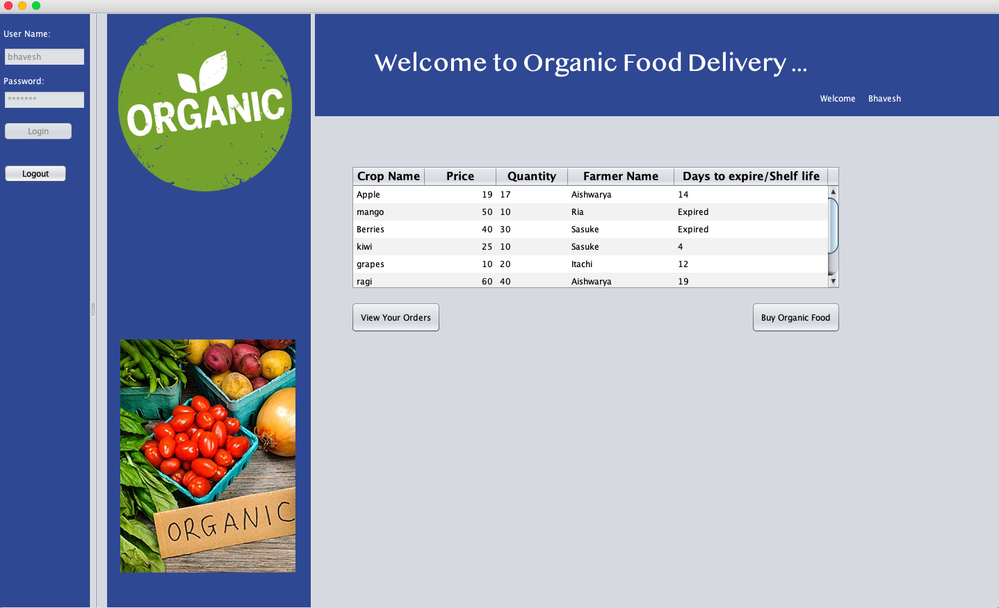 User Name:
bhavesh
Password:
*******
Login
Logout
ORGANIC
ORGANIC
Welcome to Organic Food Delivery ...
Welcome Bhavesh
Crop Name Price Quantity Farmer Name Days to expire/Shelf life
Apple 19 17 Aishwarya 14
mango 50 10 Ria Expired
Berries 40 30 Sasuke Expired
kiwi 25 10 Sasuke 4
grapes 10 20 Itachi 12
ragi 60 40 Aishwarya 19
View Your Orders Buy Organic Food